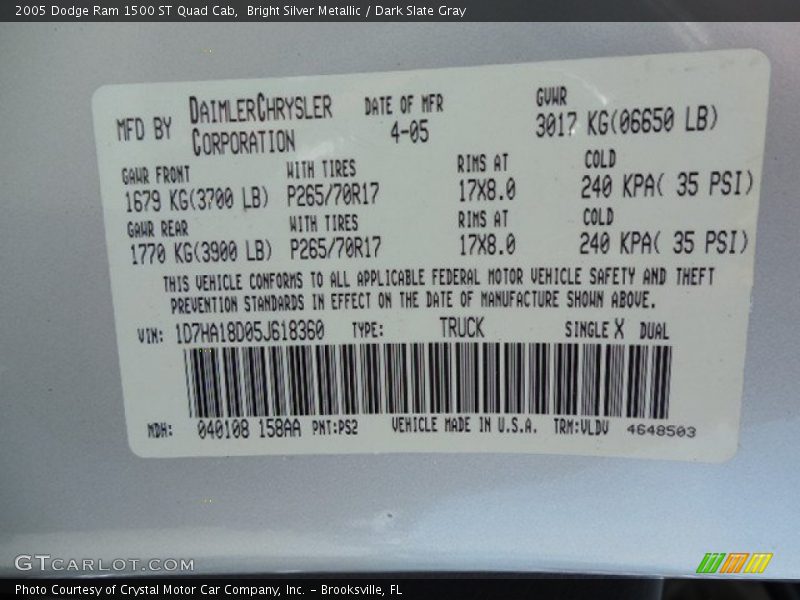 2005 Dodge Ram 1500 ST Quad Cab,  Bright Silver Metallic / Dark Slate Gray
MFD BY DAIMLERCHRYSLER CORPORATION DATE OF MFR 4-05 GVWR 3017 KG(06650 LB)
GAWR FRONT WITH TIRES RIMS AT COLD
1679 KG(3700 LB) P265/70R17 17X8.0 240 KPA( 35 PSI)
GAWR REAR WITH TIRES RIMS AT COLD
1770 KG(3900 LB) P265/70R17 17X8.0 240 KPA( 35 PSI)
THIS VEHICLE CONFORMS TO ALL APPLICABLE FEDERAL MOTOR VEHICLE SAFETY AND THEFT
PREVENTION STANDARDS IN EFFECT ON THE DATE OF MANUFACTURE SHOWN ABOVE.
VIN: 1D7HA18D05J618360 TYPE: TRUCK SINGLE X DUAL
MDH: 040108 158AA PNT:PS2 VEHICLE MADE IN U.S.A. TRM:VLDV 4648503
GTCARLOT.COM
Photo Courtesy of Crystal Motor Car Company, Inc. – Brooksville, FL